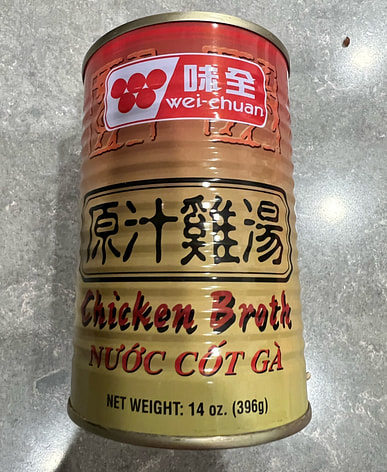 味全
wei-chuan
原汁雞湯
Chicken Broth
NƯỚC CỐT GÀ
NET WEIGHT: 14 oz. (396g)